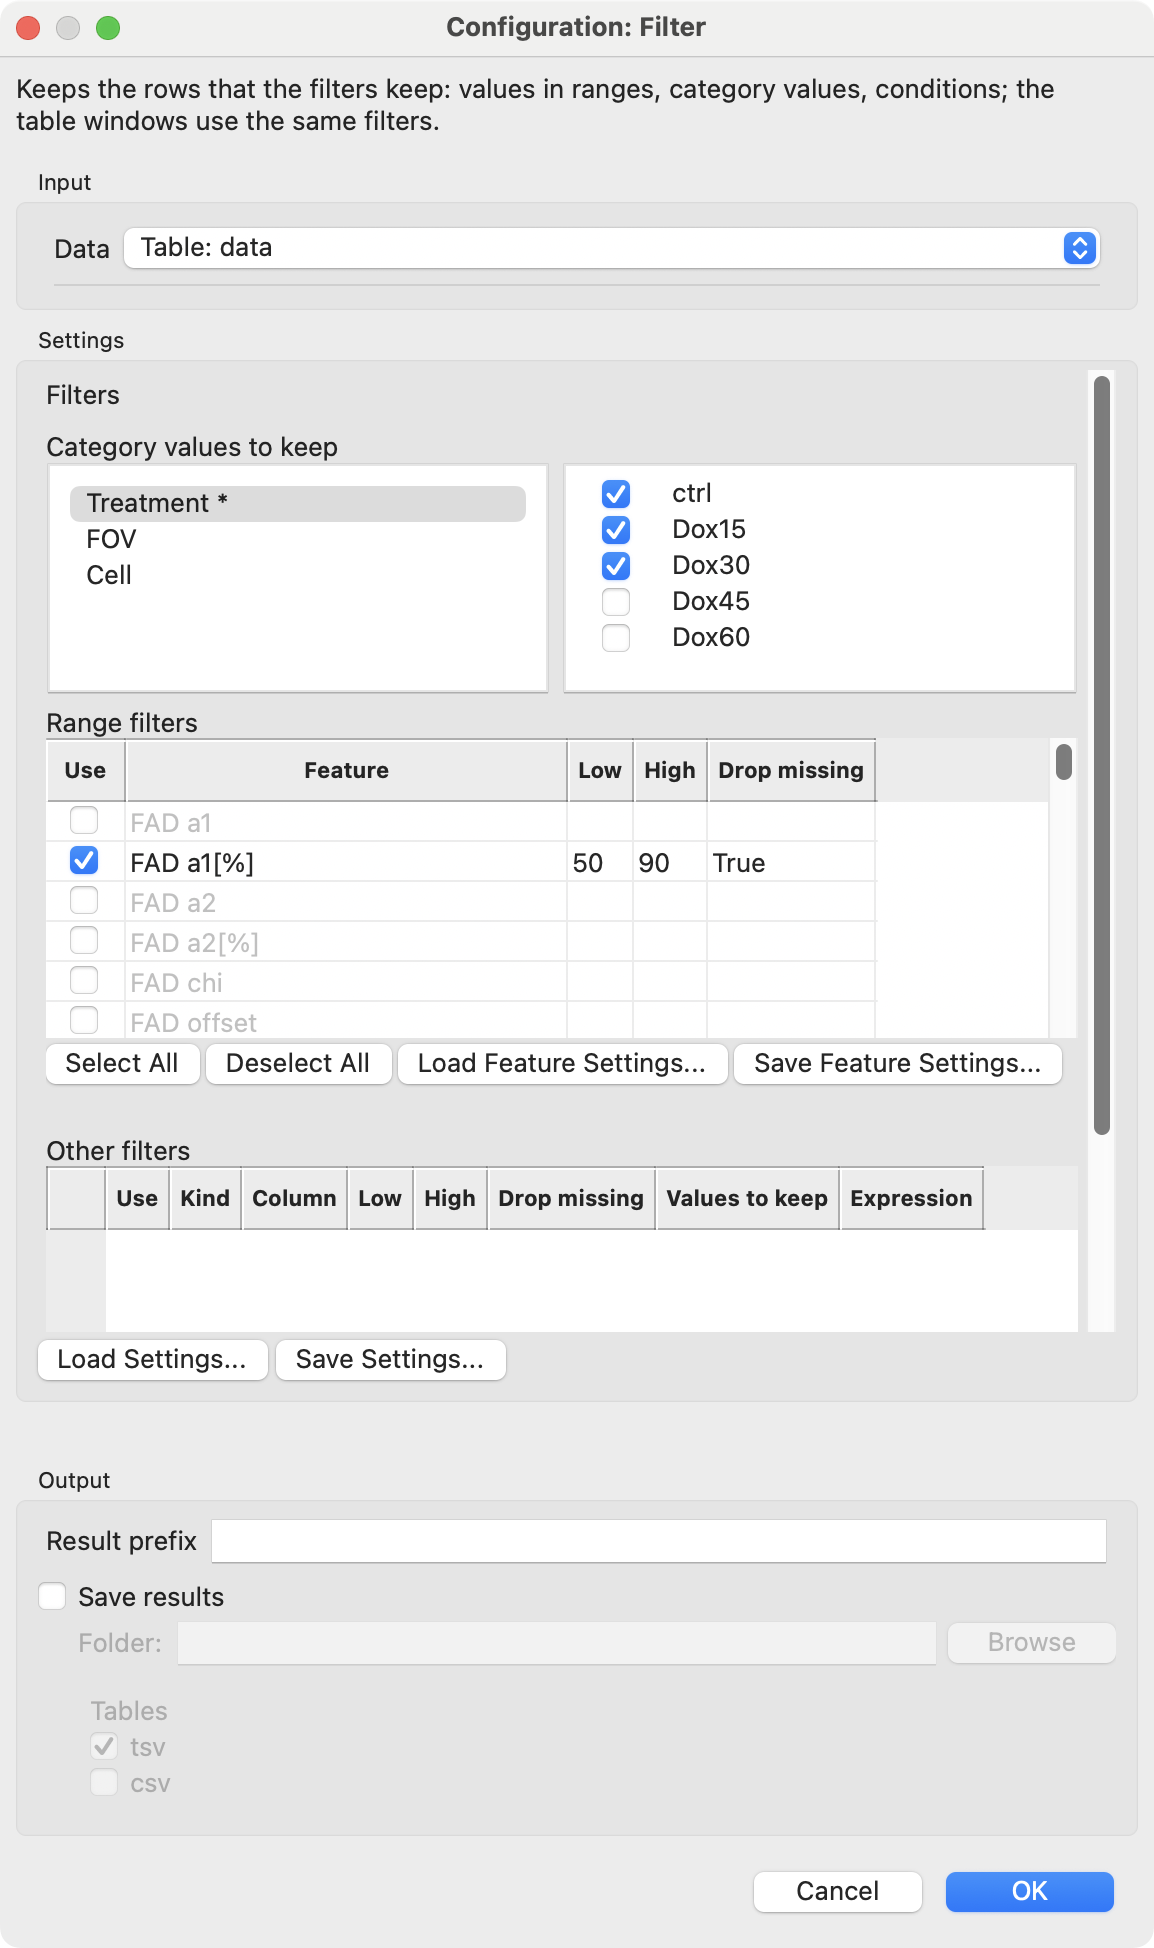 Configuration: Filter
Keeps the rows that the filters keep: values in ranges, category values, conditions; the
table windows use the same filters.
Input
Data Table: data
Settings
Filters
Category values to keep
Treatment *
FOV
Cell
ctrl
Dox15
Dox30
Dox45
Dox60
Range filters
Use Feature Low High Drop missing
FAD a1
FAD a1[%] 50 90 True
FAD a2
FAD a2[%]
FAD chi
FAD offset
Select All Deselect All Load Feature Settings... Save Feature Settings...
Other filters
Use Kind Column Low High Drop missing Values to keep Expression
Load Settings... Save Settings...
Output
Result prefix
Save results
Folder: Browse
Tables
tsv
csv
Cancel OK